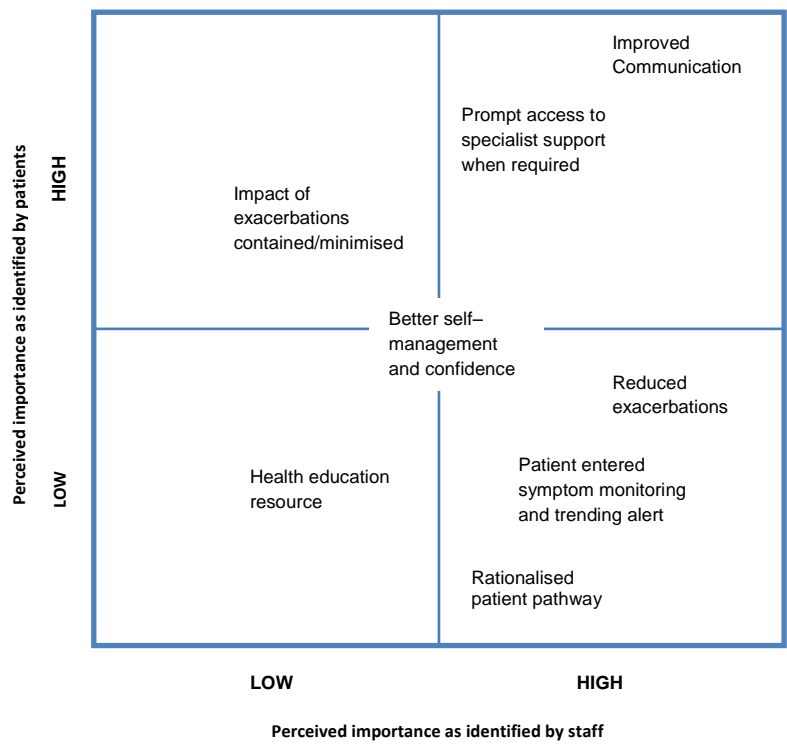 Improved
Communication
Prompt access to
specialist support
when required
Impact of
exacerbations
contained/minimised
Better self–
management
and confidence
Reduced
exacerbations
Health education
resource
Patient entered
symptom monitoring
and trending alert
Rationalised
patient pathway
Perceived importance as identified by patients
HIGH
LOW
LOW
HIGH
Perceived importance as identified by staff